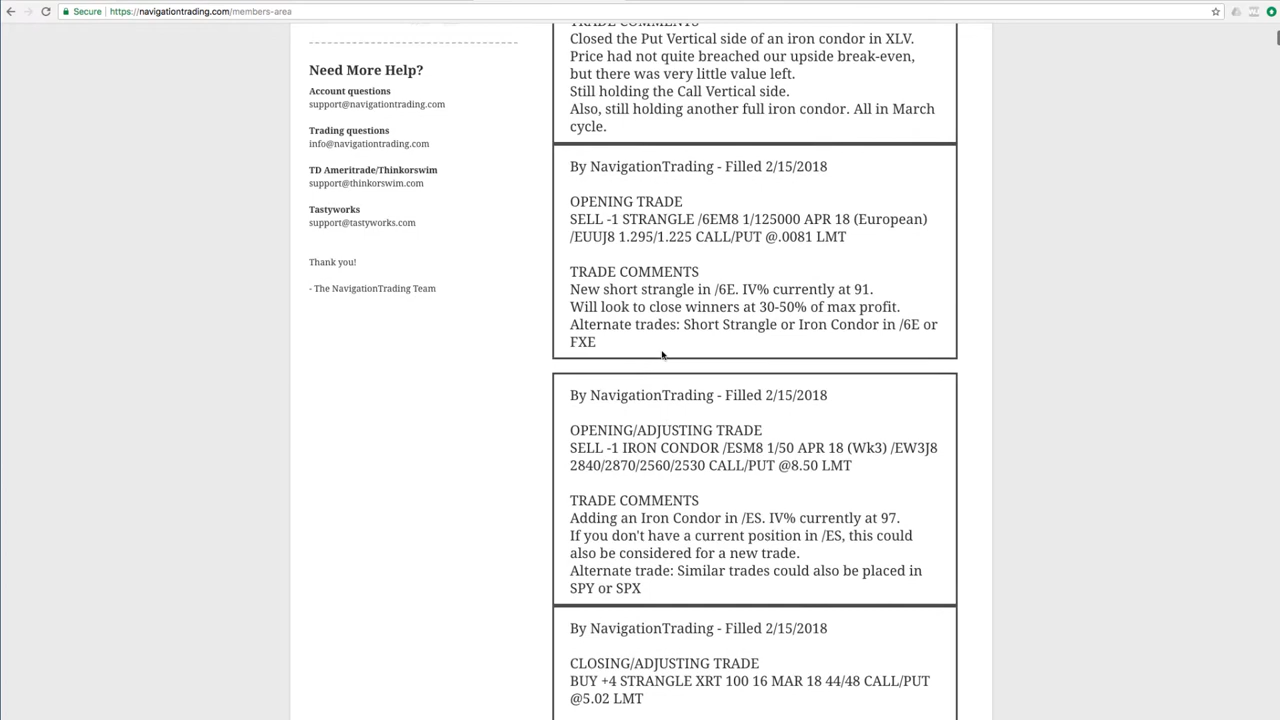 Secure
https://navigationtrading.com/members-area
Need More Help?
Account questions
support@navigationtrading.com
Trading questions
info@navigationtrading.com
TD Ameritrade/Thinkorswim
support@thinkorswim.com
Tastyworks
support@tastyworks.com
Thank you!
- The NavigationTrading Team
TRADE COMMENTS
Closed the Put Vertical side of an iron condor in XLV.
Price had not quite breached our upside break-even,
but there was very little value left.
Still holding the Call Vertical side.
Also, still holding another full iron condor. All in March
cycle.
By NavigationTrading - Filled 2/15/2018
OPENING TRADE
SELL -1 STRANGLE /6EM8 1/125000 APR 18 (European)
/EUUJ8 1.295/1.225 CALL/PUT @.0081 LMT
TRADE COMMENTS
New short strangle in /6E. IV% currently at 91.
Will look to close winners at 30-50% of max profit.
Alternate trades: Short Strangle or Iron Condor in /6E or
FXE
By NavigationTrading - Filled 2/15/2018
OPENING/ADJUSTING TRADE
SELL -1 IRON CONDOR /ESM8 1/50 APR 18 (Wk3) /EW3J8
2840/2870/2560/2530 CALL/PUT @8.50 LMT
TRADE COMMENTS
Adding an Iron Condor in /ES. IV% currently at 97.
If you don't have a current position in /ES, this could
also be considered for a new trade.
Alternate trade: Similar trades could also be placed in
SPY or SPX
By NavigationTrading - Filled 2/15/2018
CLOSING/ADJUSTING TRADE
BUY +4 STRANGLE XRT 100 16 MAR 18 44/48 CALL/PUT
@5.02 LMT